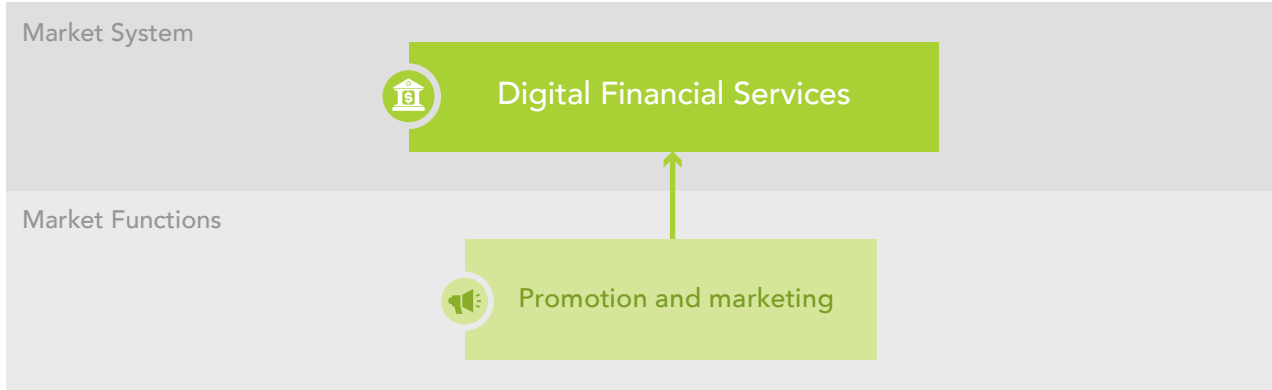 Market System
Digital Financial Services
Market Functions
Promotion and marketing